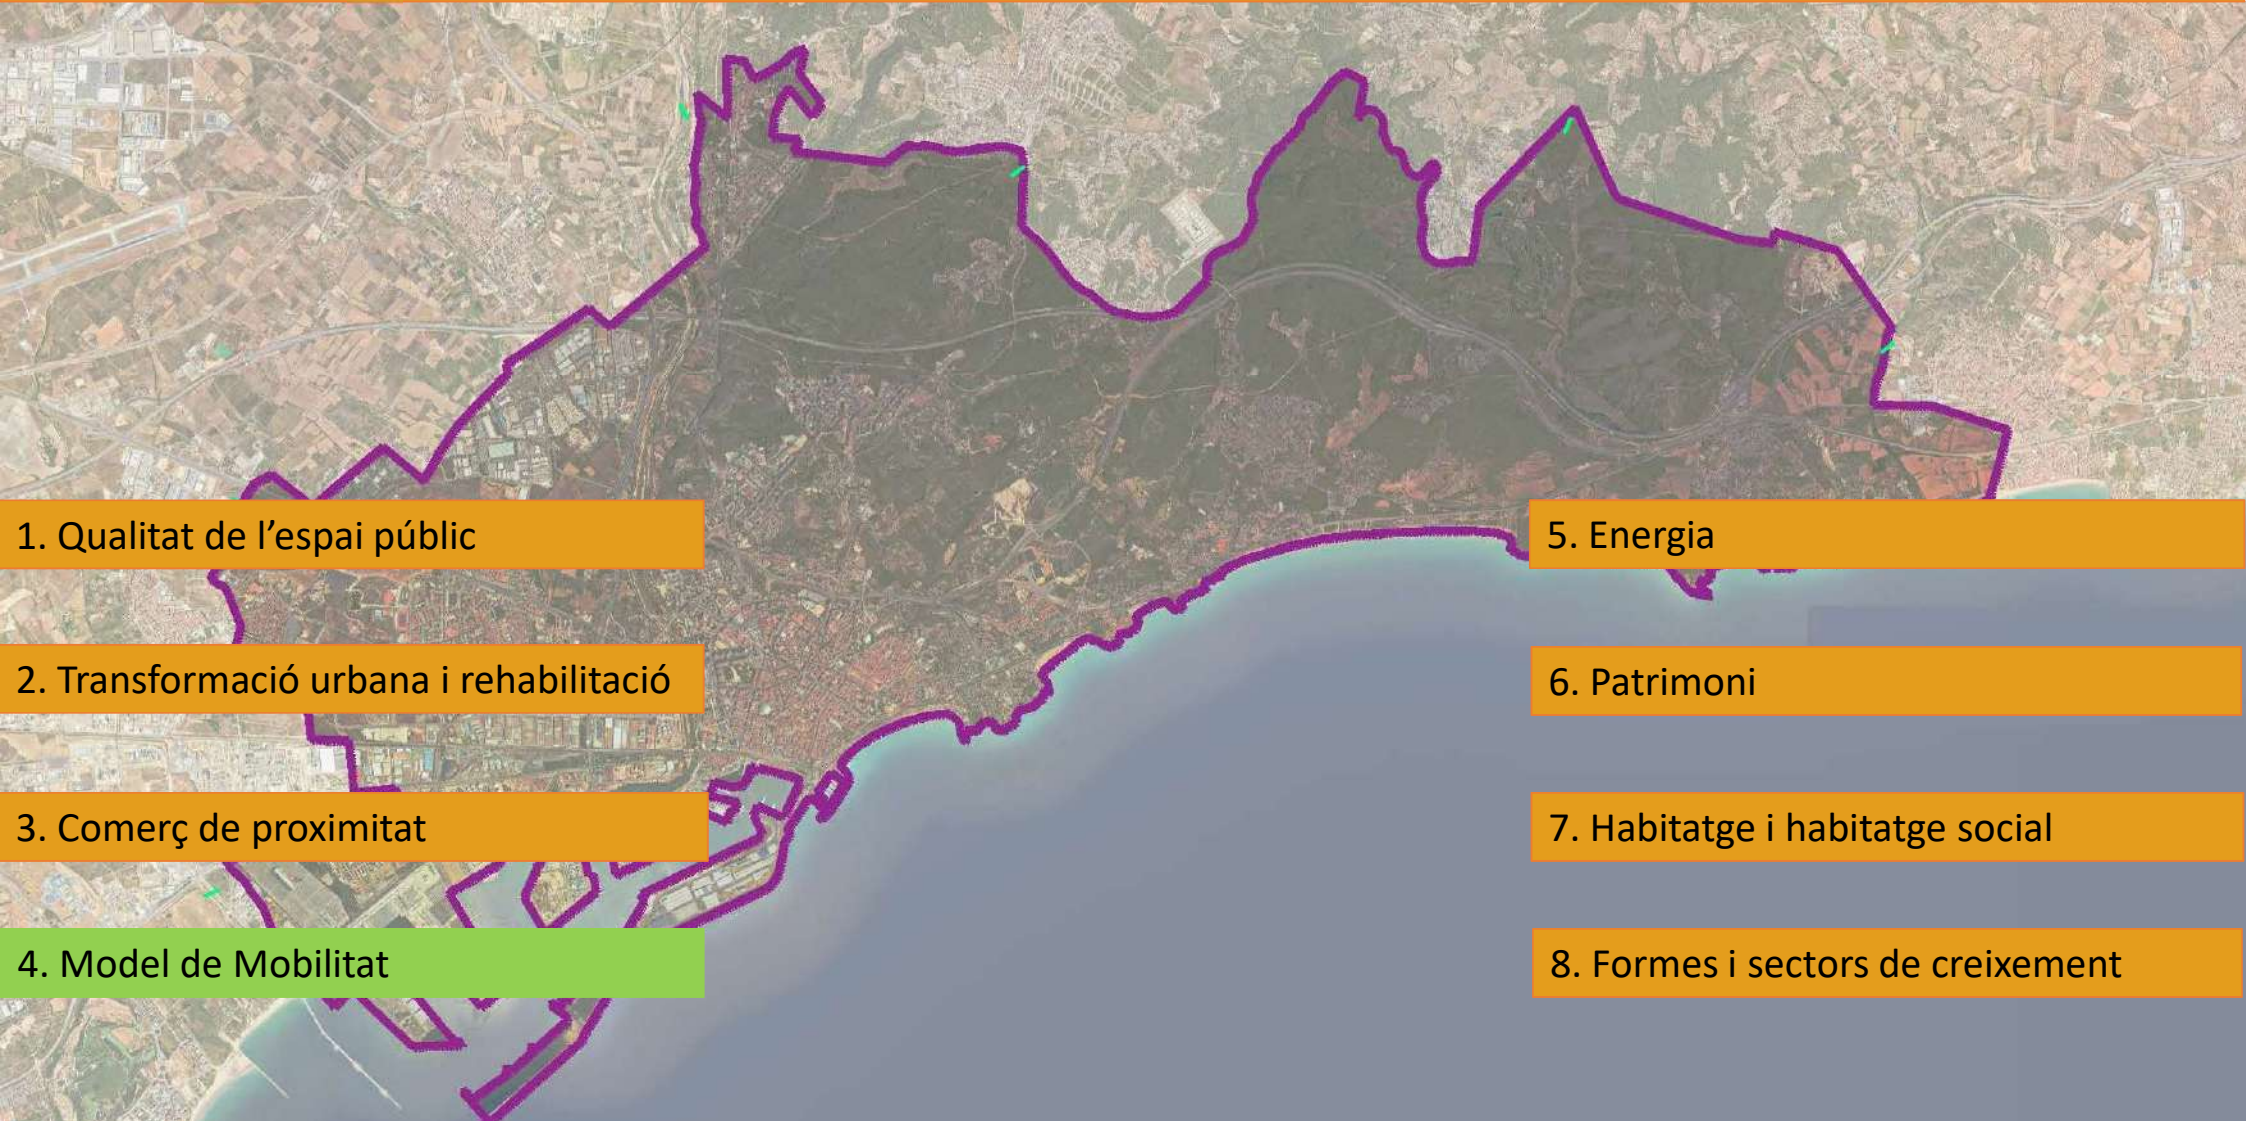 1. Qualitat de l’espai públic
2. Transformació urbana i rehabilitació
3. Comerç de proximitat
4. Model de Mobilitat
5. Energia
6. Patrimoni
7. Habitatge i habitatge social
8. Formes i sectors de creixement